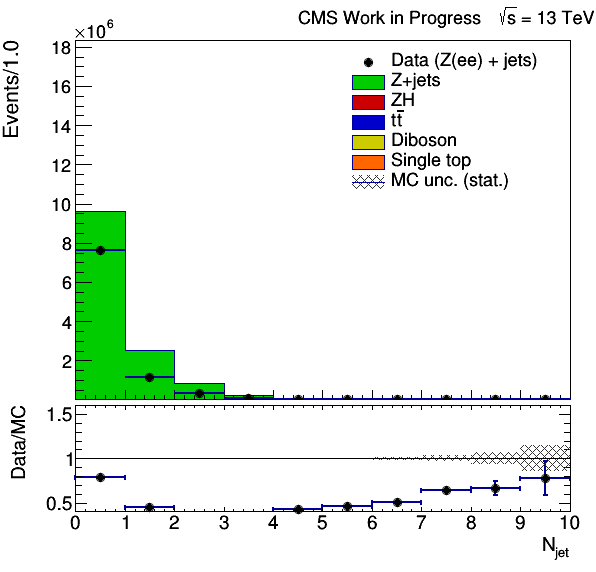 CMS Work in Progress √s = 13 TeV
×10⁶
Events/1.0
18
16
14
12
10
8
6
4
2
Data (Z(ee) + jets)
Z+jets
ZH
tt̅
Diboson
Single top
MC unc. (stat.)
Data/MC
1.5
1
0.5
0 1 2 3 4 5 6 7 8 9 10
N_jet